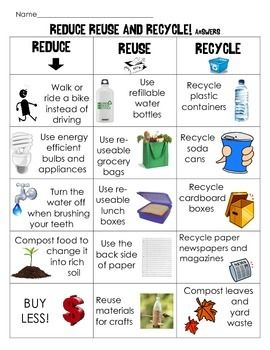 Name
REDUCE REUSE AND RECYCLE! ANSWERS
REDUCE
REUSE
RECYCLE
Walk or
ride a bike
instead of
driving
Use
refillable
water
bottles
Recycle
plastic
containers
Use energy
efficient
bulbs and
appliances
Use re-
useable
grocery
bags
Recycle
soda
cans
Turn the
water off
when brushing
your teeth
Use re-
useable
lunch
boxes
Recycle
cardboard
boxes
Compost food to
change it
into rich
soil
Use the
back side
of paper
Recycle paper
newspapers and
magazines
BUY
LESS!
Reuse
materials
for crafts
Compost leaves
and yard
waste